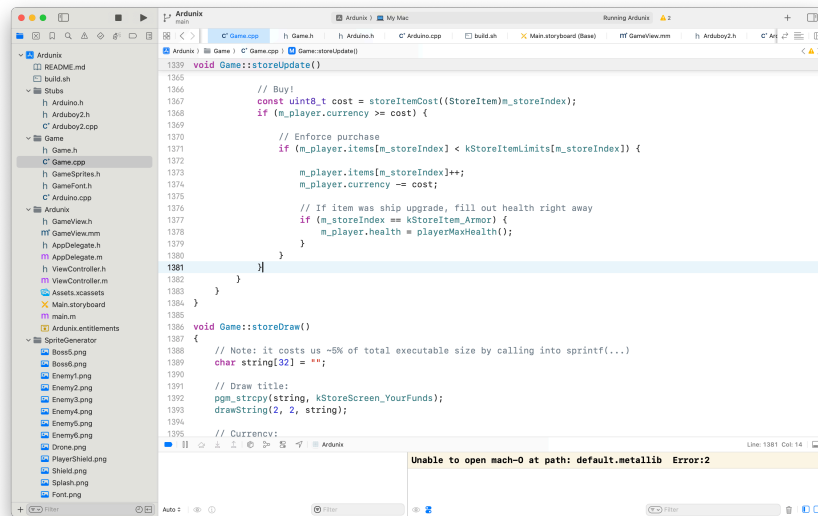 Ardunix
main
Ardunix 〉 My Mac
Running Ardunix
2
Game.cpp
Game.h
Arduino.h
Arduino.cpp
build.sh
Main.storyboard (Base)
GameView.mm
Arduboy2.h
Ardunix 〉 Game 〉 Game.cpp 〉 Game::storeUpdate()
1339 void Game::storeUpdate()
1365
1366 // Buy!
1367 const uint8_t cost = storeItemCost((StoreItem)m_storeIndex);
1368 if (m_player.currency >= cost) {
1369
1370 // Enforce purchase
1371 if (m_player.items[m_storeIndex] < kStoreItemLimits[m_storeIndex]) {
1372
1373 m_player.items[m_storeIndex]++;
1374 m_player.currency -= cost;
1375
1376 // If item was ship upgrade, fill out health right away
1377 if (m_storeIndex == kStoreItem_Armor) {
1378 m_player.health = playerMaxHealth();
1379 }
1380 }
1381 }
1382 }
1383 }
1384 }
1385
1386 void Game::storeDraw()
1387 {
1388 // Note: it costs us ~5% of total executable size by calling into sprintf(...)
1389 char string[32] = "";
1390
1391 // Draw title:
1392 pgm_strcpy(string, kStoreScreen_YourFunds);
1393 drawString(2, 2, string);
1394
1395 // Currency:
Ardunix
README.md
build.sh
Stubs
Arduino.h
Arduboy2.h
Arduboy2.cpp
Game
Game.h
Game.cpp
GameSprites.h
GameFont.h
Arduino.cpp
Ardunix
GameView.h
GameView.mm
AppDelegate.h
AppDelegate.m
ViewController.h
ViewController.m
Assets.xcassets
Main.storyboard
main.m
Ardunix.entitlements
SpriteGenerator
Boss5.png
Boss6.png
Enemy1.png
Enemy2.png
Enemy3.png
Enemy4.png
Enemy5.png
Enemy6.png
Drone.png
PlayerShield.png
Shield.png
Splash.png
Font.png
Filter
Ardunix
Line: 1381 Col: 14
Unable to open mach-O at path: default.metallib Error:2
Auto
Filter
Filter